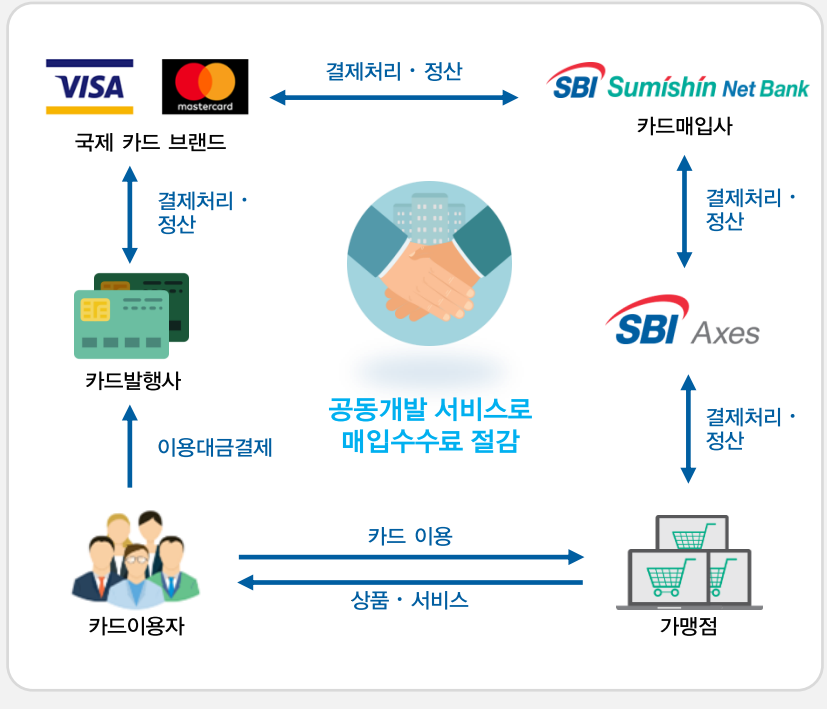 VISA
mastercard
국제 카드 브랜드
결제처리 · 정산
SBI Sumishin Net Bank
카드매입사
결제처리 ·
정산
결제처리 ·
정산
SBI Axes
카드발행사
공동개발 서비스로
매입수수료 절감
이용대금결제
결제처리 ·
정산
카드 이용
상품 · 서비스
카드이용자
가맹점